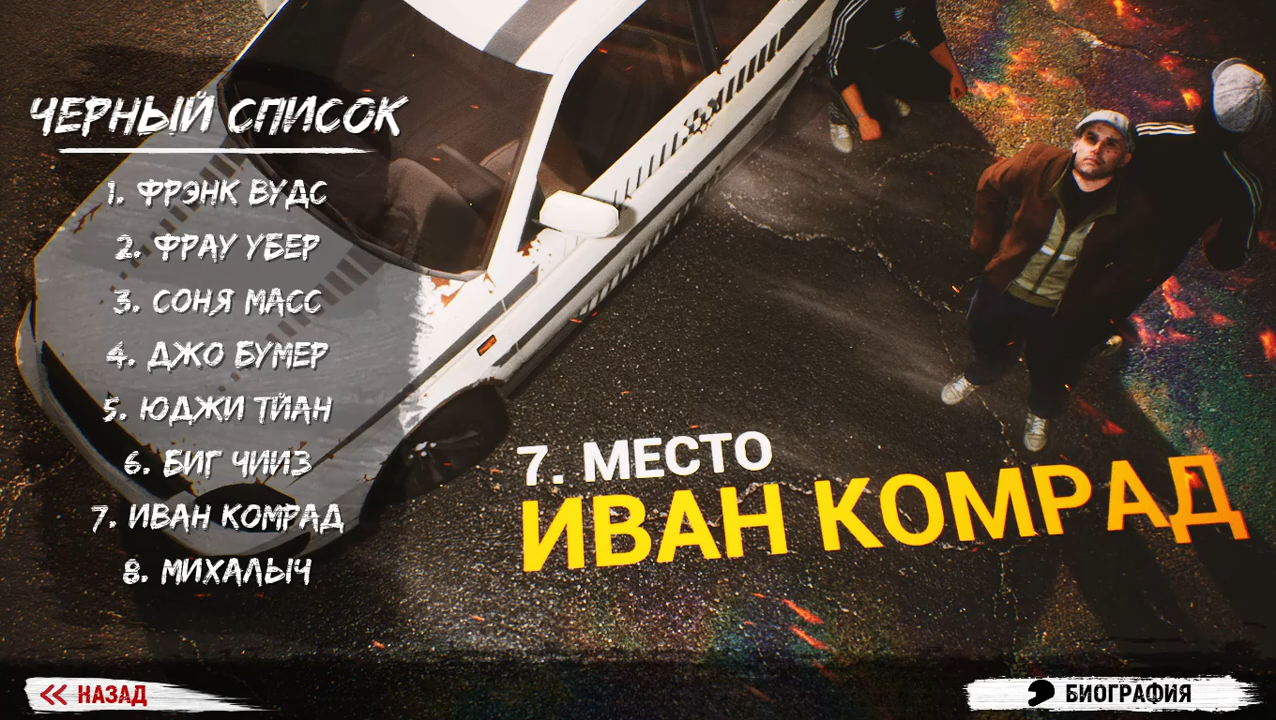 ЧЕРНЫЙ СПИСОК
1. ФРЭНК ВУДС
2. ФРАУ УБЕР
3. СОНЯ МАСС
4. ДЖО БУМЕР
5. ЮДЖИ ТЙАН
6. БИГ ЧИИЗ
7. ИВАН КОМРАД
8. МИХАЛЫЧ
7. МЕСТО
ИВАН КОМРАД
НАЗАД
БИОГРАФИЯ